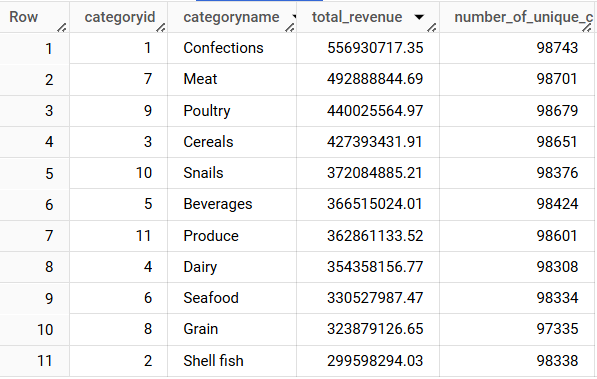 Row categoryid categoryname total_revenue number_of_unique_c
1 1 Confections 556930717.35 98743
2 7 Meat 492888844.69 98701
3 9 Poultry 440025564.97 98679
4 3 Cereals 427393431.91 98651
5 10 Snails 372084885.21 98376
6 5 Beverages 366515024.01 98424
7 11 Produce 362861133.52 98601
8 4 Dairy 354358156.77 98308
9 6 Seafood 330527987.47 98334
10 8 Grain 323879126.65 97335
11 2 Shell fish 299598294.03 98338